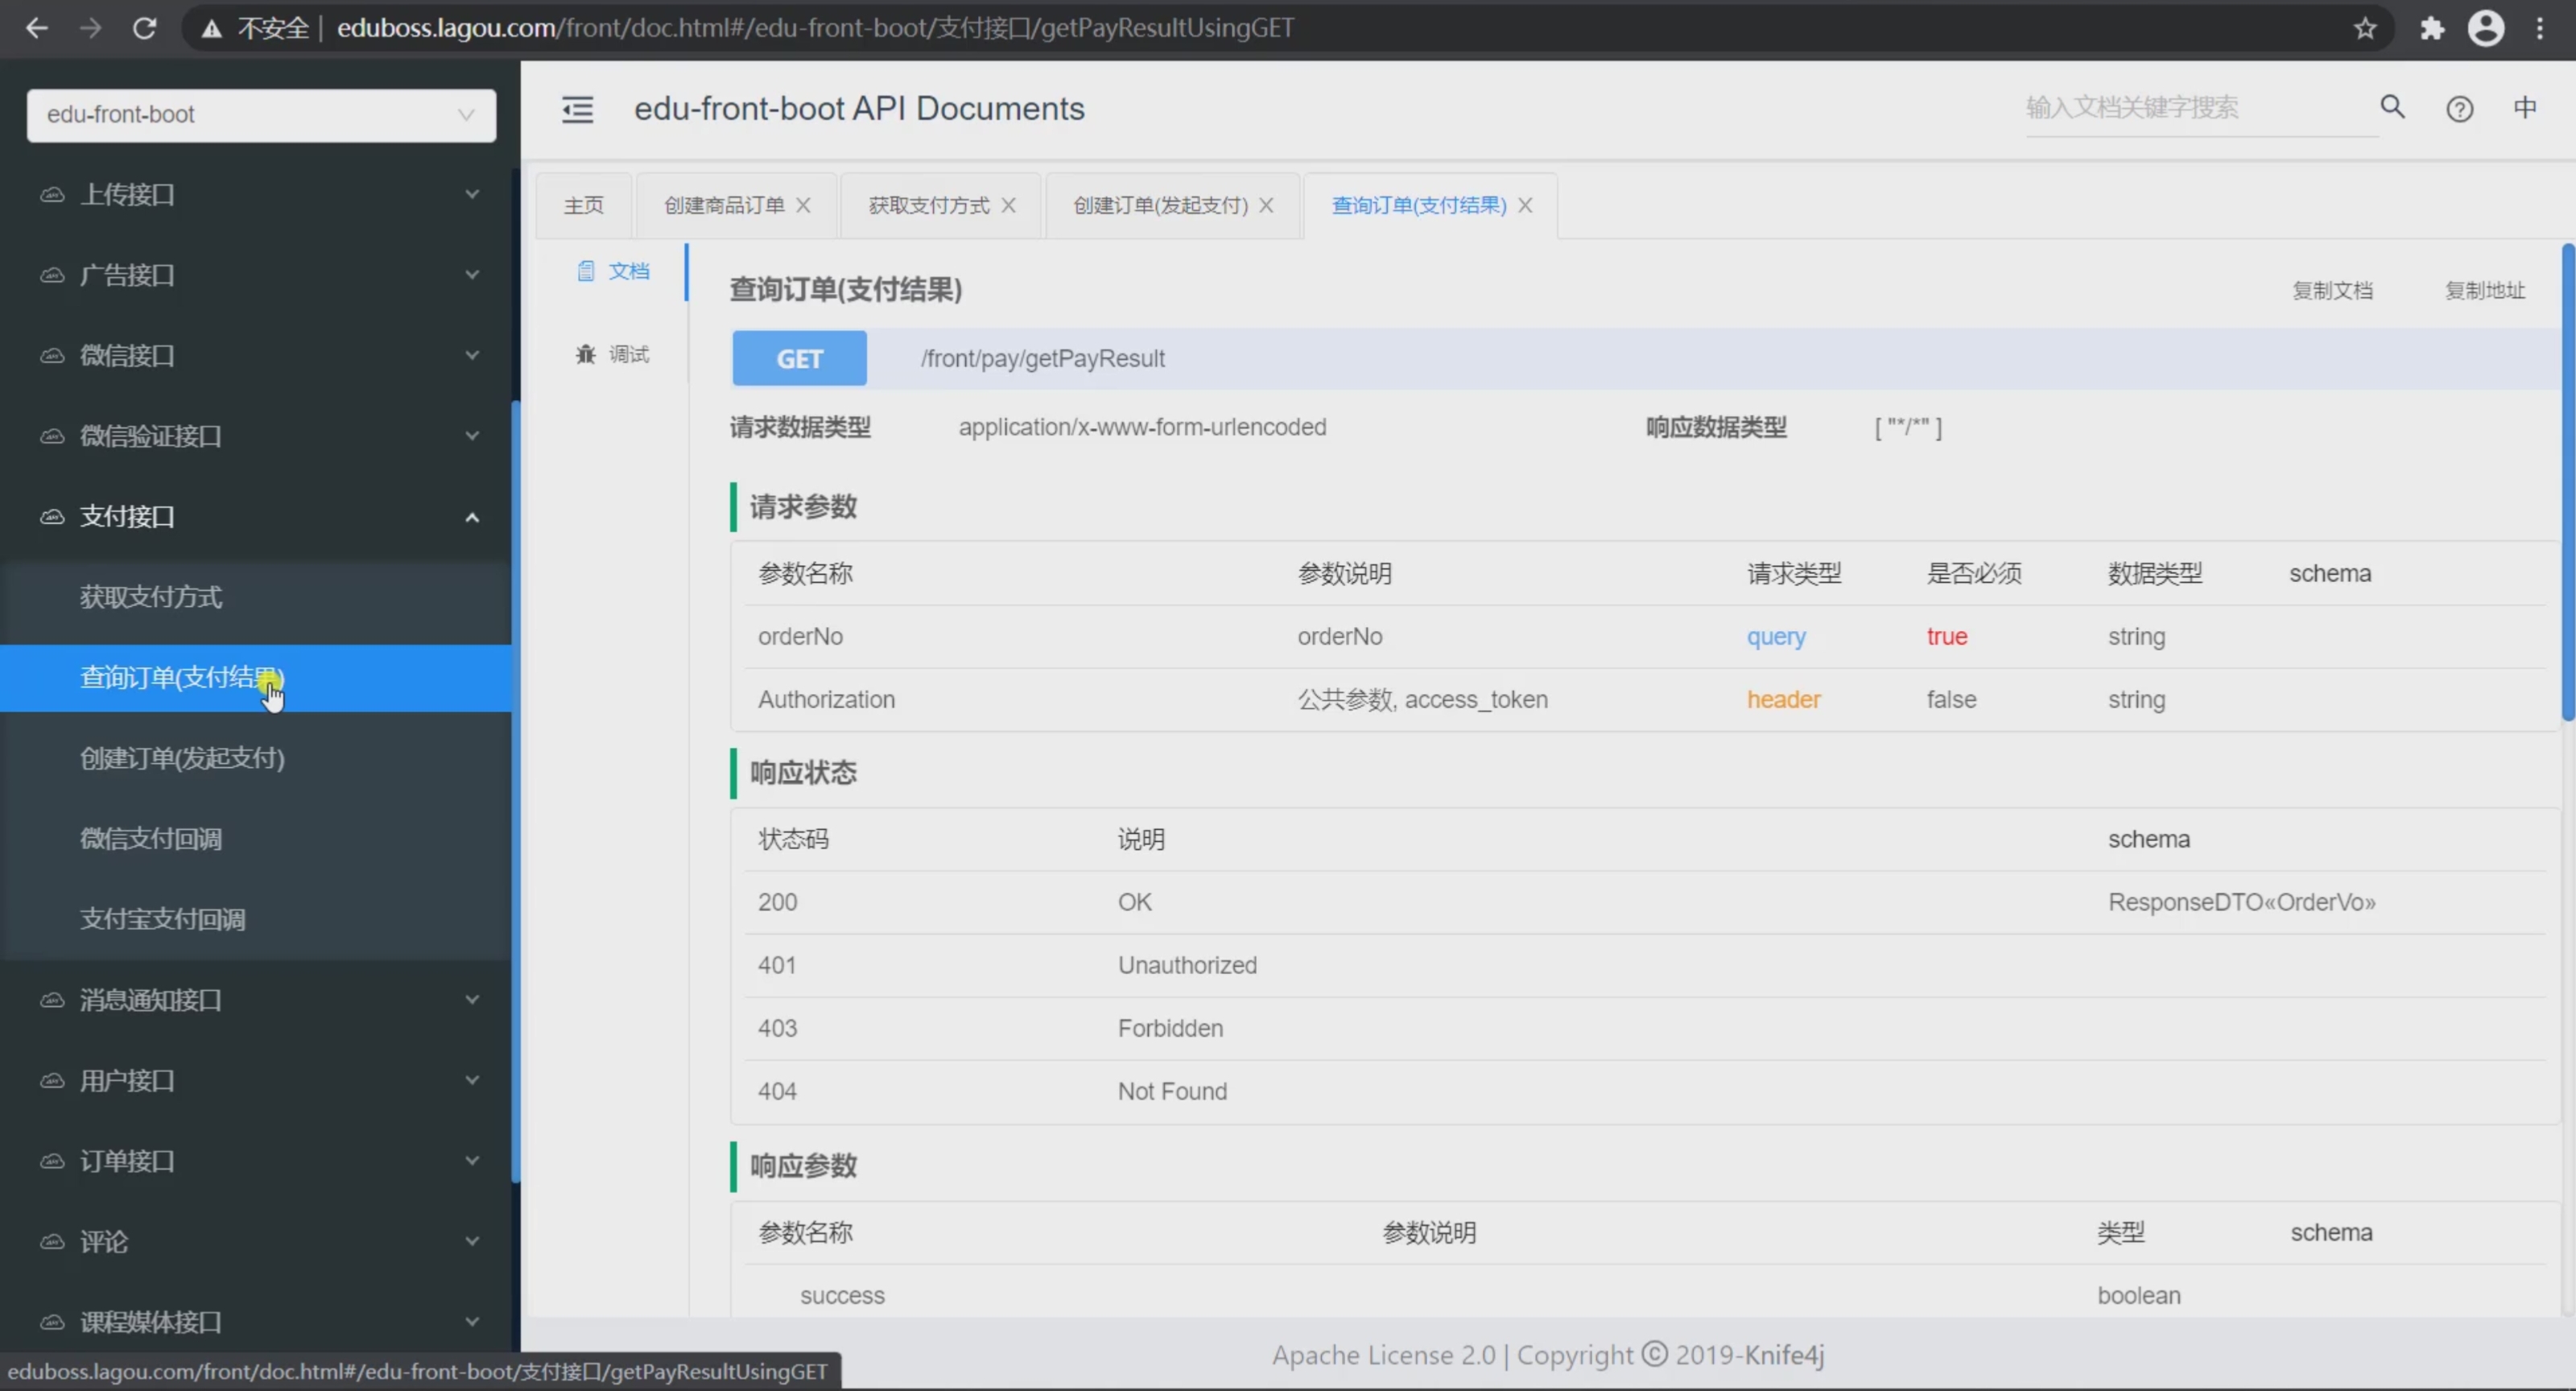 不安全 | eduboss.lagou.com/front/doc.html#/edu-front-boot/支付接口/getPayResultUsingGET
edu-front-boot
上传接口
广告接口
微信接口
微信验证接口
支付接口
获取支付方式
查询订单(支付结果)
创建订单(发起支付)
微信支付回调
支付宝支付回调
消息通知接口
用户接口
订单接口
评论
课程媒体接口
eduboss.lagou.com/front/doc.html#/edu-front-boot/支付接口/getPayResultUsingGET
edu-front-boot API Documents
输入文档关键字搜索
中
主页 创建商品订单 获取支付方式 创建订单(发起支付) 查询订单(支付结果)
文档
调试
查询订单(支付结果) 复制文档 复制地址
GET /front/pay/getPayResult
请求数据类型 application/x-www-form-urlencoded 响应数据类型 [ "*/*" ]
请求参数
参数名称 参数说明 请求类型 是否必须 数据类型 schema
orderNo orderNo query true string
Authorization 公共参数, access_token header false string
响应状态
状态码 说明 schema
200 OK ResponseDTO«OrderVo»
401 Unauthorized
403 Forbidden
404 Not Found
响应参数
参数名称 参数说明 类型 schema
success boolean
Apache License 2.0 | Copyright © 2019-Knife4j